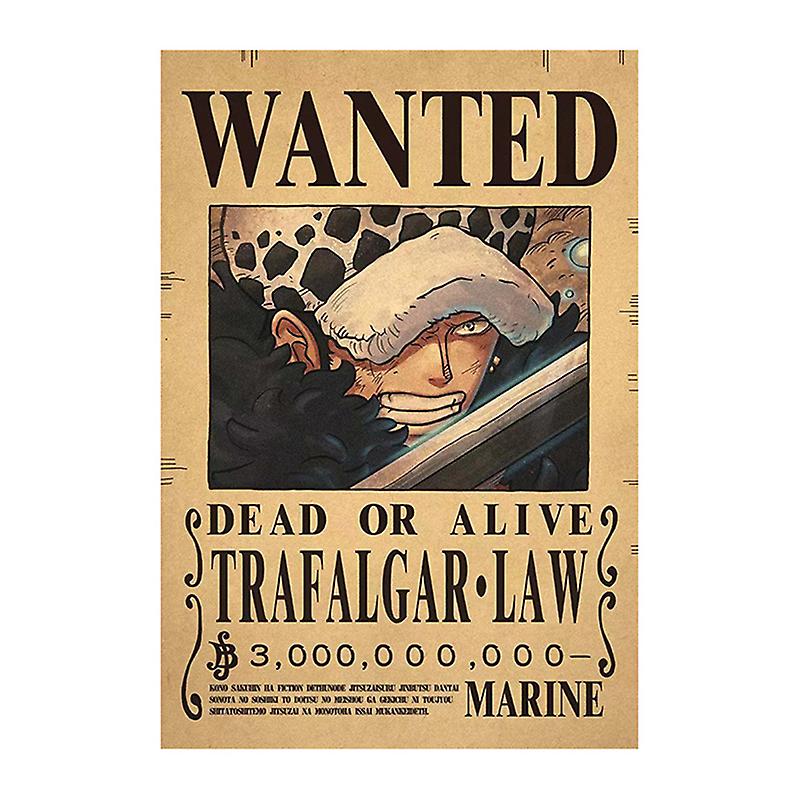 WANTED
DEAD OR ALIVE
TRAFALGAR•LAW
฿ 3,000,000,000–
KONO SAKUHIN HA FICTION DETHUNODE JITSUZAISURU JINBUTSU DANTAI
SONOTA NO SOSHIKI TO DOITSU NO MEISHOU GA GEKICHU NI TOUJYOU
SHITATOSHITEMO JITSUZAI NA MONOTOHA ISSAI MUKANKEIDETH.
MARINE